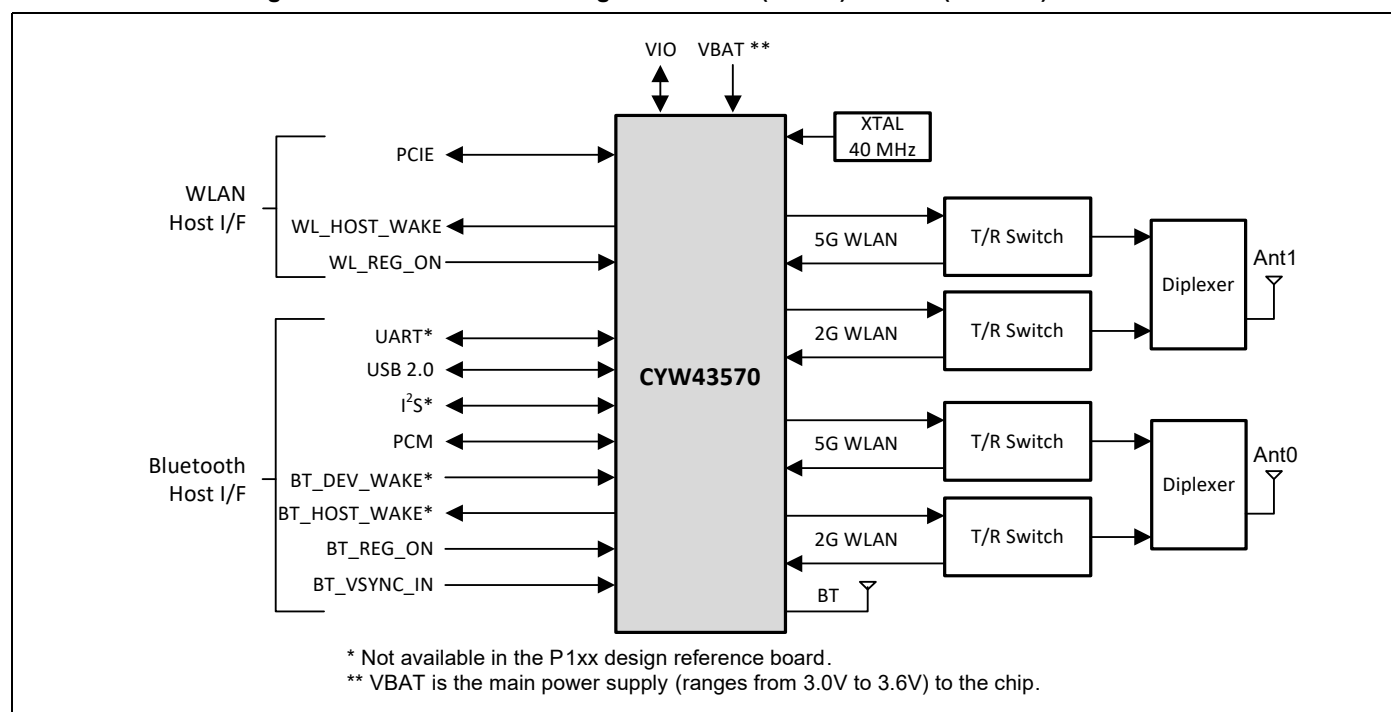 VIO VBAT **
XTAL
40 MHz
PCIE
WLAN
Host I/F
WL_HOST_WAKE
WL_REG_ON
5G WLAN
T/R Switch
Ant1
Diplexer
2G WLAN
T/R Switch
UART*
USB 2.0
I²S*
PCM
CYW43570
Bluetooth
Host I/F
BT_DEV_WAKE*
BT_HOST_WAKE*
BT_REG_ON
BT_VSYNC_IN
5G WLAN
T/R Switch
Ant0
Diplexer
2G WLAN
T/R Switch
BT
* Not available in the P1xx design reference board.
** VBAT is the main power supply (ranges from 3.0V to 3.6V) to the chip.